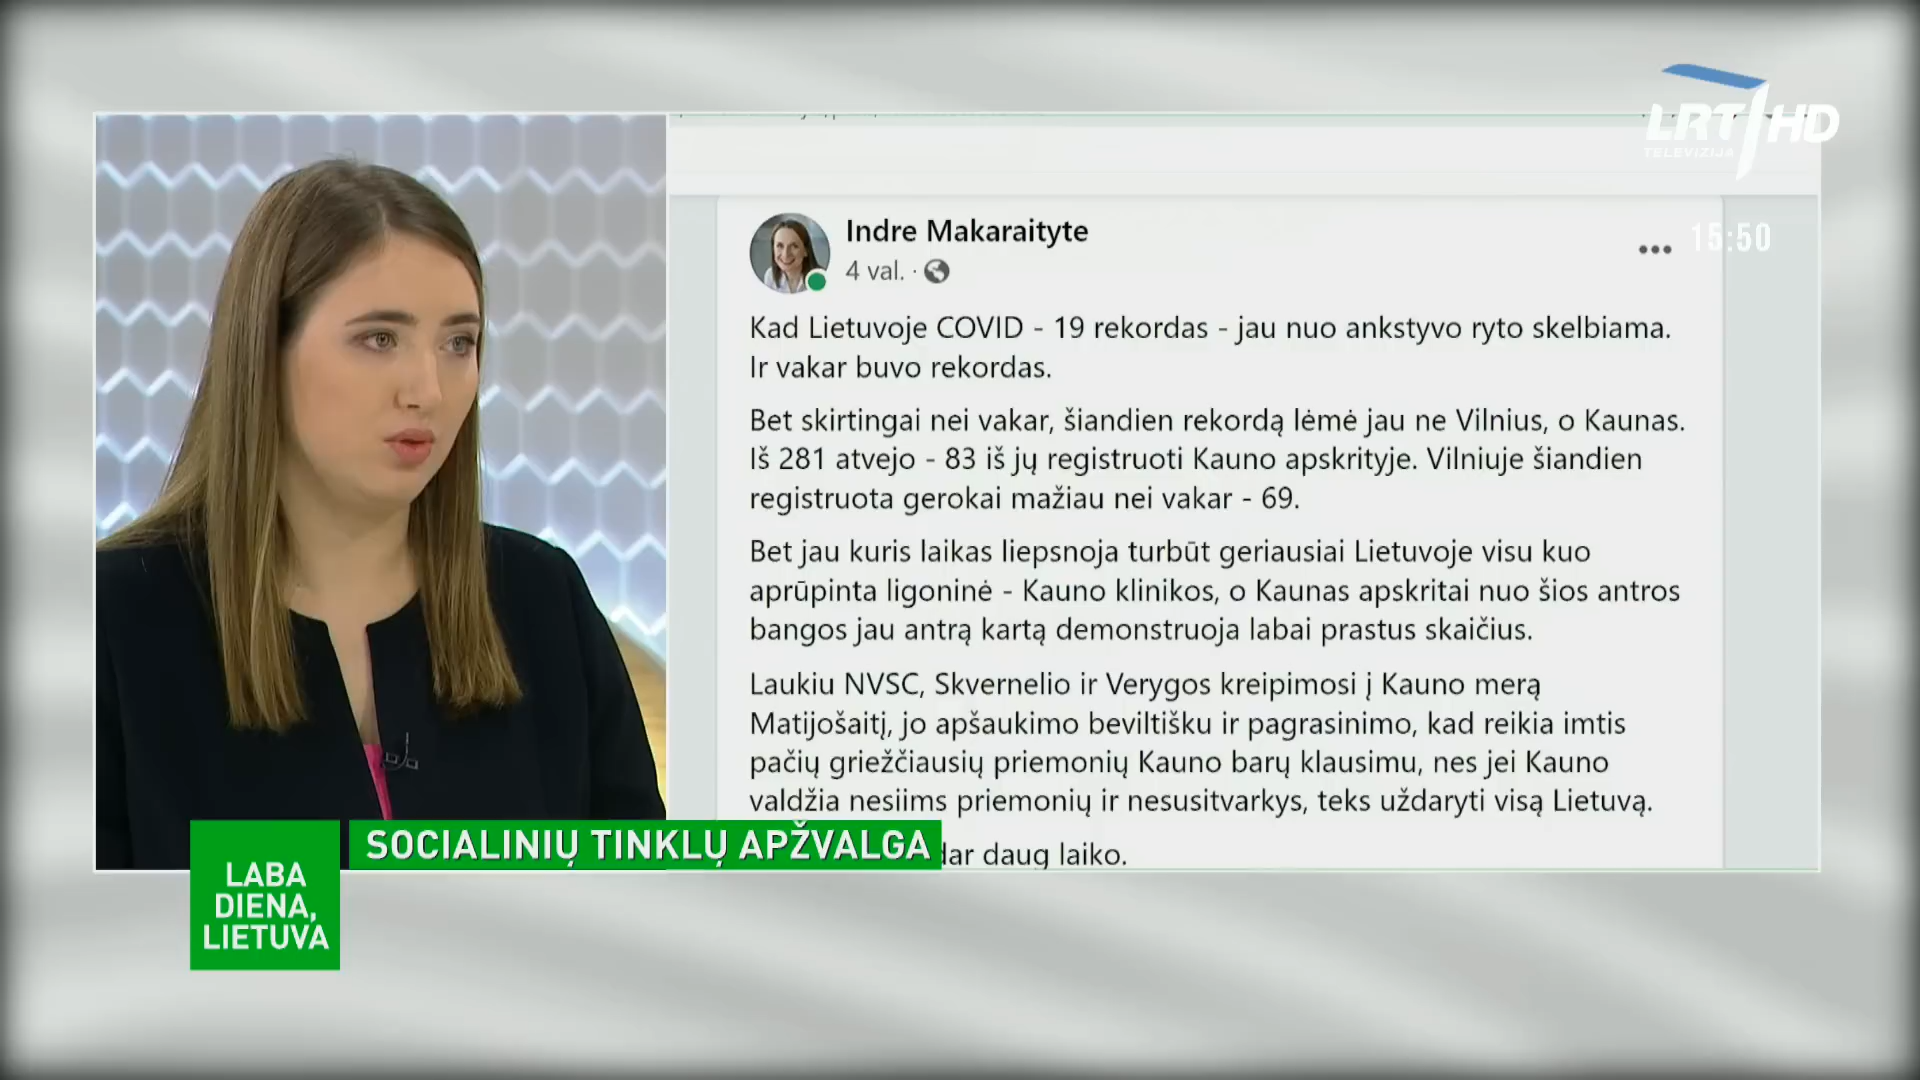 LRT HD
TELEVIZIJA
15:50
Indre Makaraityte
4 val. ·
Kad Lietuvoje COVID - 19 rekordas - jau nuo ankstyvo ryto skelbiama.
Ir vakar buvo rekordas.
Bet skirtingai nei vakar, šiandien rekordą lėmė jau ne Vilnius, o Kaunas.
Iš 281 atvejo - 83 iš jų registruoti Kauno apskrityje. Vilniuje šiandien
registruota gerokai mažiau nei vakar - 69.
Bet jau kuris laikas liepsnoja turbūt geriausiai Lietuvoje visu kuo
aprūpinta ligoninė - Kauno klinikos, o Kaunas apskritai nuo šios antros
bangos jau antrą kartą demonstruoja labai prastus skaičius.
Laukiu NVSC, Skvernelio ir Verygos kreipimosi į Kauno merą
Matijošaitį, jo apšaukimo beviltišku ir pagrasinimo, kad reikia imtis
pačių griežčiausių priemonių Kauno barų klausimu, nes jei Kauno
valdžia nesiims priemonių ir nesusitvarkys, teks uždaryti visą Lietuvą.
dar daug laiko.
SOCIALINIŲ TINKLŲ APŽVALGA
LABA
DIENA,
LIETUVA